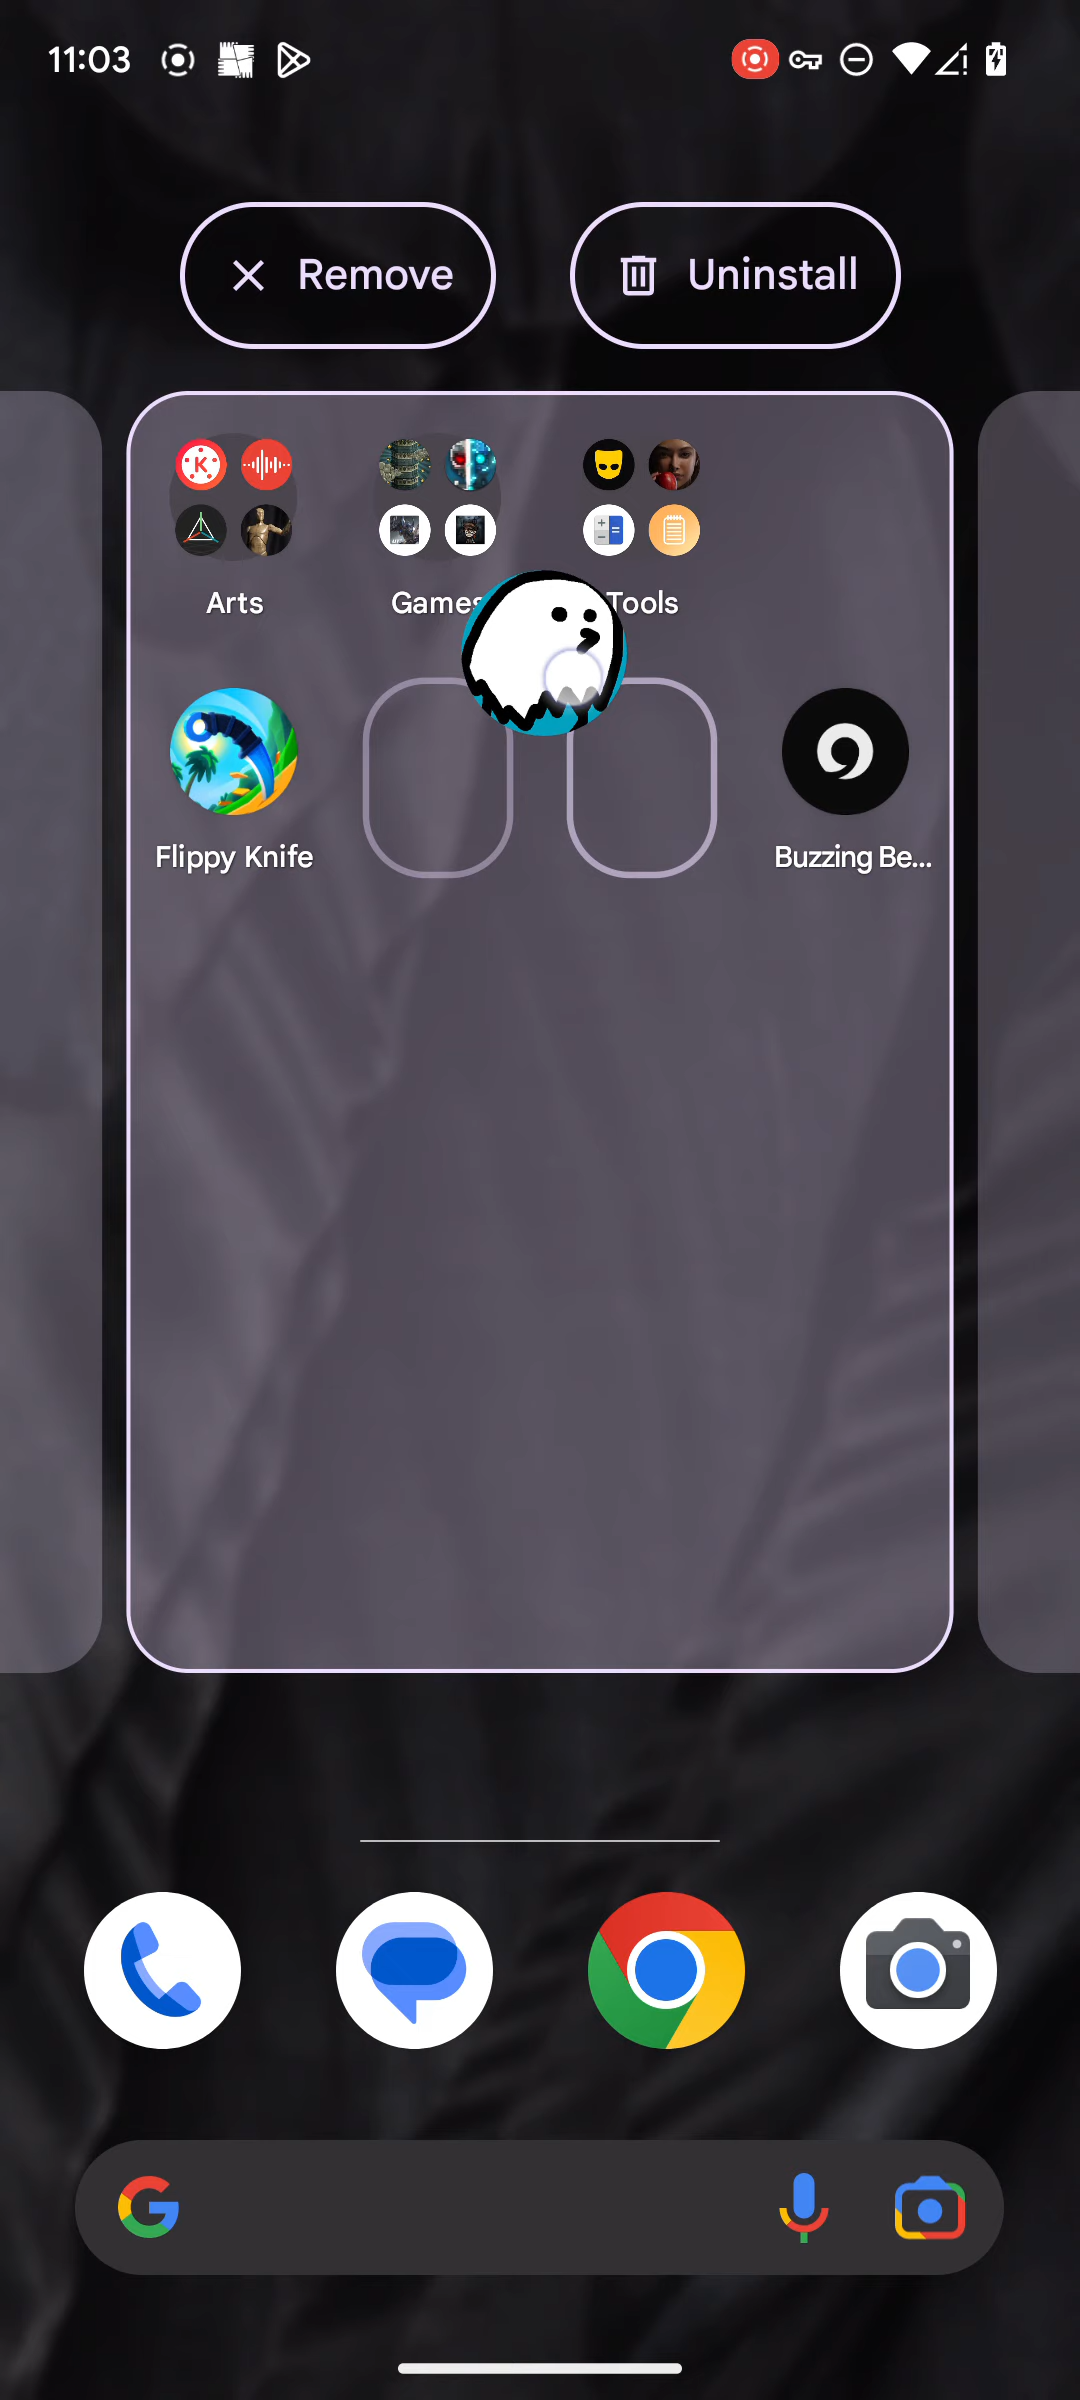 11:03
Remove
Uninstall
Arts
Games
Tools
Flippy Knife
Buzzing Be...